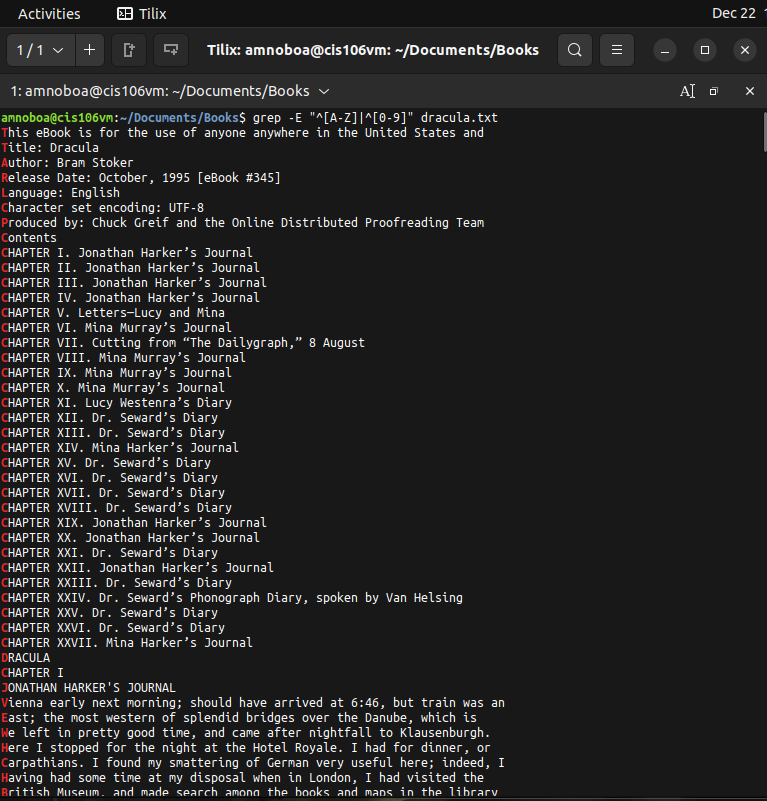 Activities Tilix Dec 22
1 / 1 Tilix: amnoboa@cis106vm: ~/Documents/Books
1: amnoboa@cis106vm: ~/Documents/Books
amnoboa@cis106vm:~/Documents/Books$ grep -E "^[A-Z]|^[0-9]" dracula.txt
This eBook is for the use of anyone anywhere in the United States and
Title: Dracula
Author: Bram Stoker
Release Date: October, 1995 [eBook #345]
Language: English
Character set encoding: UTF-8
Produced by: Chuck Greif and the Online Distributed Proofreading Team
Contents
CHAPTER I. Jonathan Harker’s Journal
CHAPTER II. Jonathan Harker’s Journal
CHAPTER III. Jonathan Harker’s Journal
CHAPTER IV. Jonathan Harker’s Journal
CHAPTER V. Letters—Lucy and Mina
CHAPTER VI. Mina Murray’s Journal
CHAPTER VII. Cutting from “The Dailygraph,” 8 August
CHAPTER VIII. Mina Murray’s Journal
CHAPTER IX. Mina Murray’s Journal
CHAPTER X. Mina Murray’s Journal
CHAPTER XI. Lucy Westenra’s Diary
CHAPTER XII. Dr. Seward’s Diary
CHAPTER XIII. Dr. Seward’s Diary
CHAPTER XIV. Mina Harker’s Journal
CHAPTER XV. Dr. Seward’s Diary
CHAPTER XVI. Dr. Seward’s Diary
CHAPTER XVII. Dr. Seward’s Diary
CHAPTER XVIII. Dr. Seward’s Diary
CHAPTER XIX. Jonathan Harker’s Journal
CHAPTER XX. Jonathan Harker’s Journal
CHAPTER XXI. Dr. Seward’s Diary
CHAPTER XXII. Jonathan Harker’s Journal
CHAPTER XXIII. Dr. Seward’s Diary
CHAPTER XXIV. Dr. Seward’s Phonograph Diary, spoken by Van Helsing
CHAPTER XXV. Dr. Seward’s Diary
CHAPTER XXVI. Dr. Seward’s Diary
CHAPTER XXVII. Mina Harker’s Journal
DRACULA
CHAPTER I
JONATHAN HARKER'S JOURNAL
Vienna early next morning; should have arrived at 6:46, but train was an
East; the most western of splendid bridges over the Danube, which is
We left in pretty good time, and came after nightfall to Klausenburgh.
Here I stopped for the night at the Hotel Royale. I had for dinner, or
Carpathians. I found my smattering of German very useful here; indeed, I
Having had some time at my disposal when in London, I had visited the
British Museum, and made search among the books and maps in the library